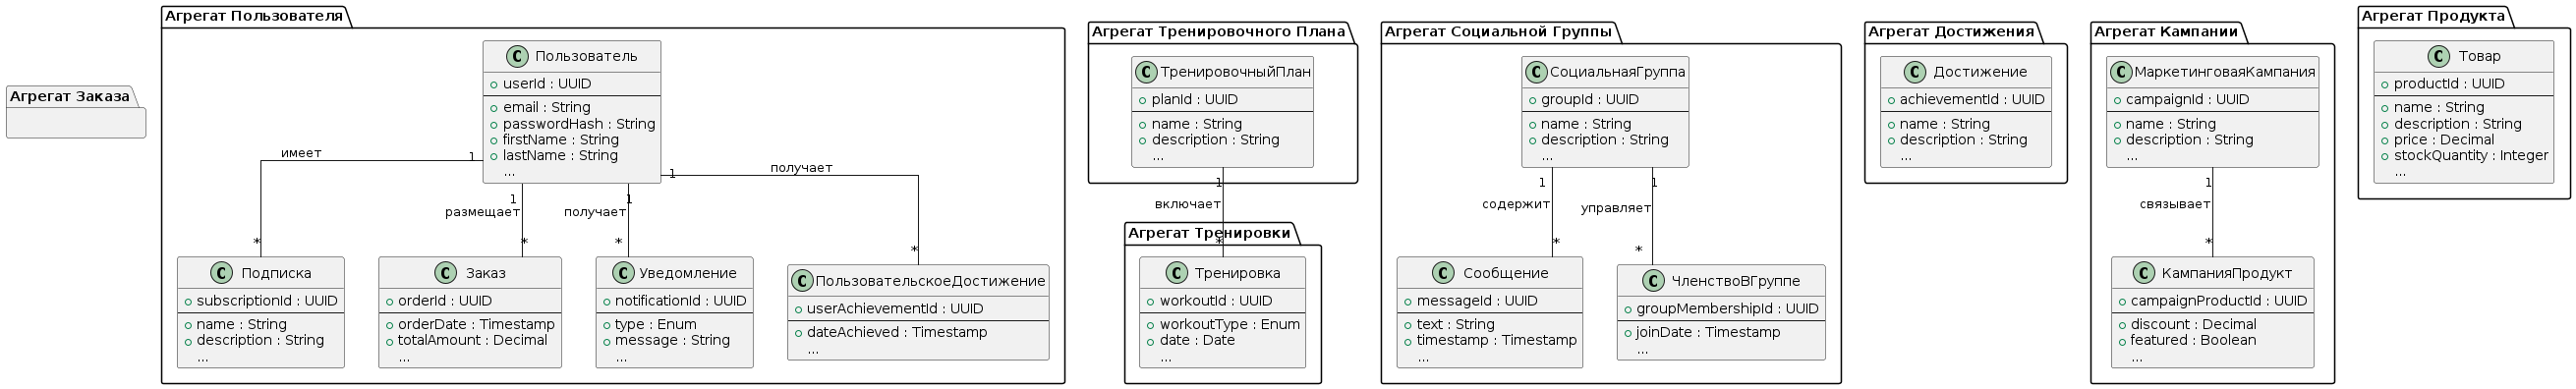 Агрегат Заказа
Агрегат Пользователя
Пользователь
userId : UUID
email : String
passwordHash : String
firstName : String
lastName : String
...
1
имеет
*
1
размещает
*
1
получает
*
1
получает
*
Подписка
subscriptionId : UUID
name : String
description : String
...
Заказ
orderId : UUID
orderDate : Timestamp
totalAmount : Decimal
...
Уведомление
notificationId : UUID
type : Enum
message : String
...
ПользовательскоеДостижение
userAchievementId : UUID
dateAchieved : Timestamp
...
Агрегат Тренировочного Плана
ТренировочныйПлан
planId : UUID
name : String
description : String
...
1
включает
*
Агрегат Тренировки
Тренировка
workoutId : UUID
workoutType : Enum
date : Date
...
Агрегат Социальной Группы
СоциальнаяГруппа
groupId : UUID
name : String
description : String
...
1
содержит
*
1
управляет
*
Сообщение
messageId : UUID
text : String
timestamp : Timestamp
...
ЧленствоВГруппе
groupMembershipId : UUID
joinDate : Timestamp
...
Агрегат Достижения
Достижение
achievementId : UUID
name : String
description : String
...
Агрегат Кампании
МаркетинговаяКампания
campaignId : UUID
name : String
description : String
...
1
связывает
*
КампанияПродукт
campaignProductId : UUID
discount : Decimal
featured : Boolean
...
Агрегат Продукта
Товар
productId : UUID
name : String
description : String
price : Decimal
stockQuantity : Integer
...